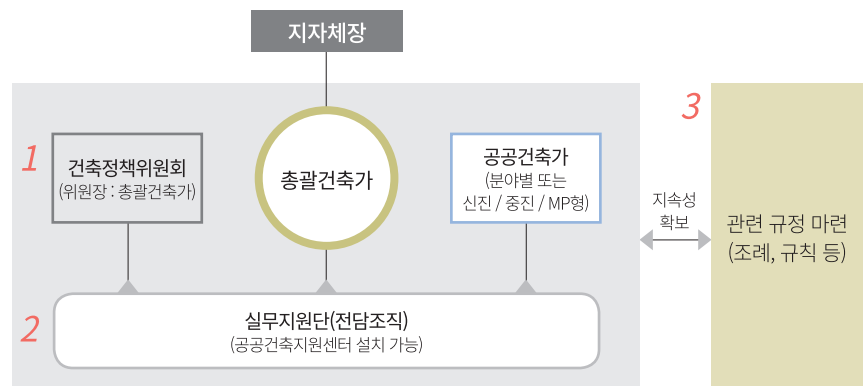 지자체장
1
건축정책위원회
(위원장 : 총괄건축가)
총괄건축가
공공건축가
(분야별 또는
신진 / 중진 / MP형)
2
실무지원단(전담조직)
(공공건축지원센터 설치 가능)
3
지속성
확보
관련 규정 마련
(조례, 규칙 등)